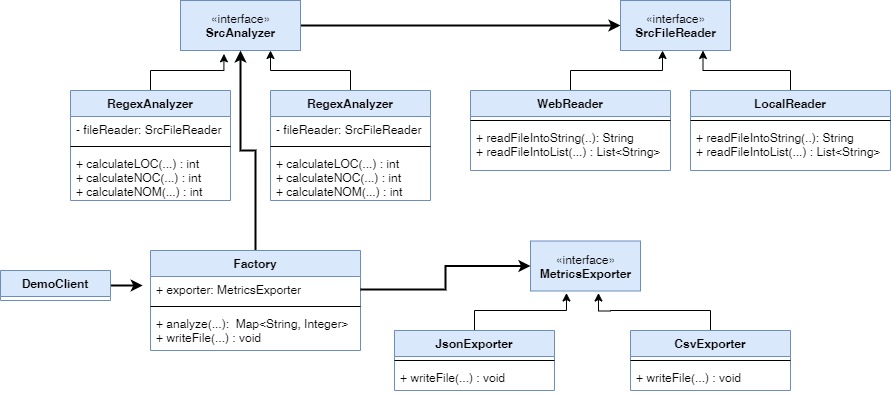 «interface»
SrcAnalyzer
«interface»
SrcFileReader
RegexAnalyzer
- fileReader: SrcFileReader
+ calculateLOC(...) : int
+ calculateNOC(...) : int
+ calculateNOM(...) : int
RegexAnalyzer
- fileReader: SrcFileReader
+ calculateLOC(...) : int
+ calculateNOC(...) : int
+ calculateNOM(...) : int
WebReader
+ readFileIntoString(..): String
+ readFileIntoList(...) : List<String>
LocalReader
+ readFileIntoString(..): String
+ readFileIntoList(...) : List<String>
DemoClient
Factory
+ exporter: MetricsExporter
+ analyze(...):  Map<String, Integer>
+ writeFile(...) : void
«interface»
MetricsExporter
JsonExporter
+ writeFile(...) : void
CsvExporter
+ writeFile(...) : void